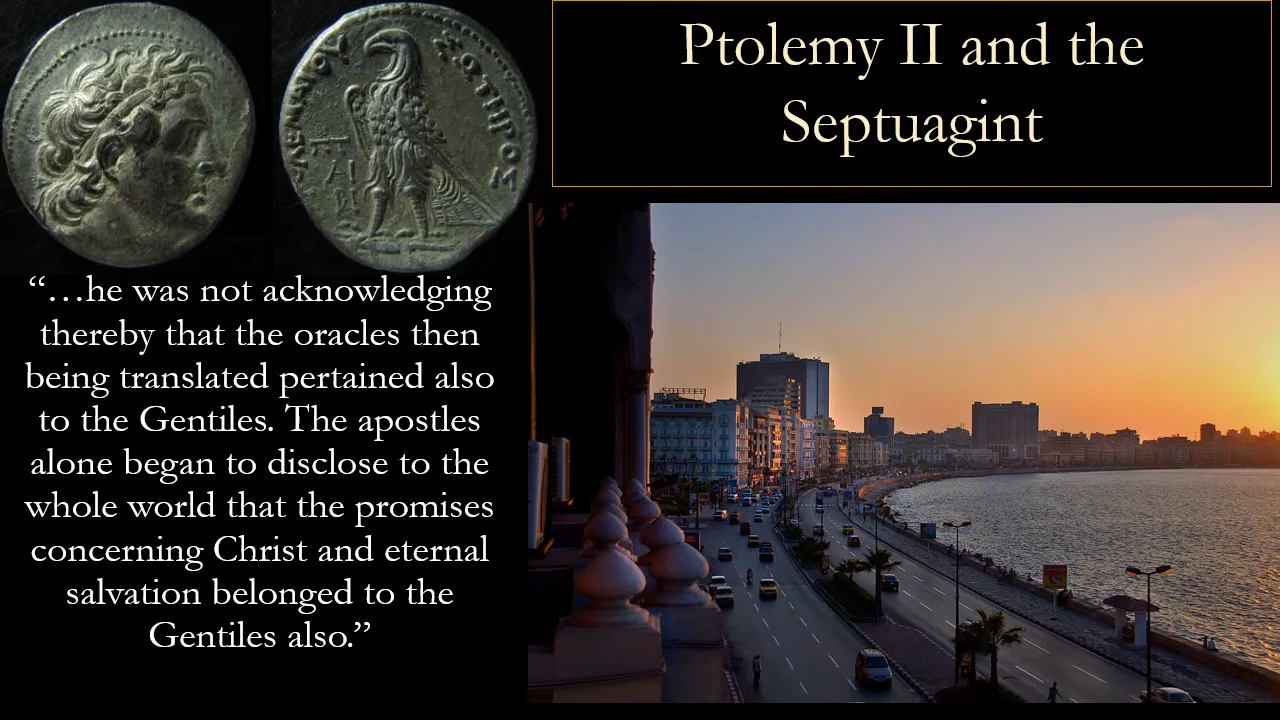 Ptolemy II and the
Septuagint
ΣΩΤΗΡΟΣ
“…he was not acknowledging
thereby that the oracles then
being translated pertained also
to the Gentiles. The apostles
alone began to disclose to the
whole world that the promises
concerning Christ and eternal
salvation belonged to the
Gentiles also.”